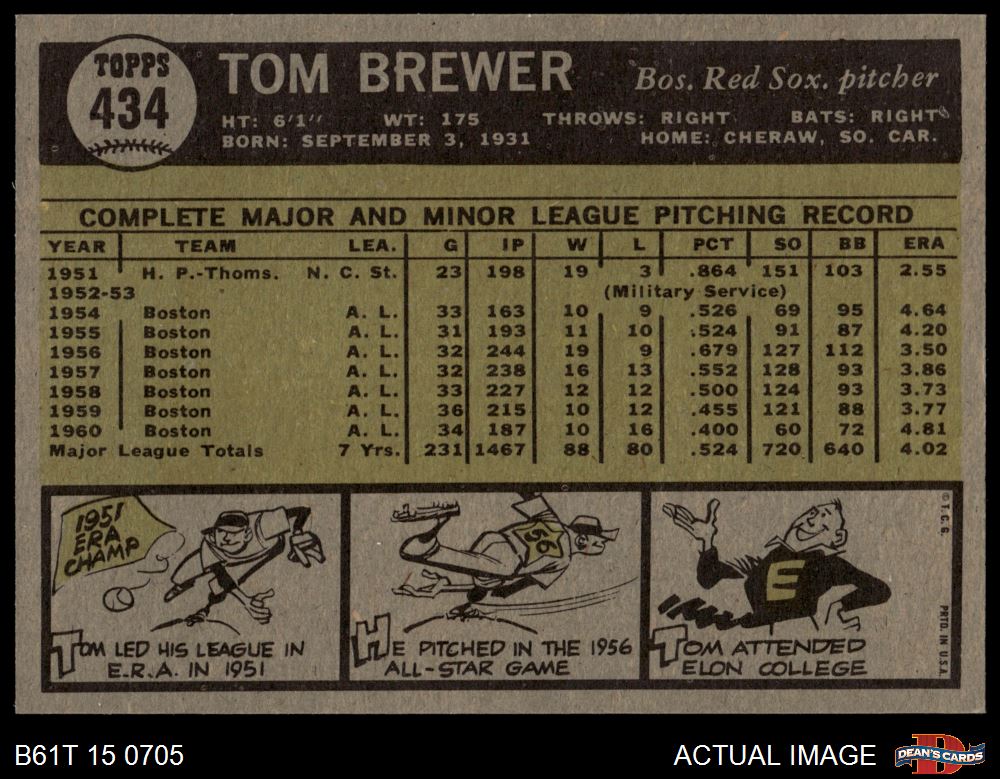 TOPPS
434
TOM BREWER
Bos. Red Sox. pitcher
HT: 6'1" WT: 175 THROWS: RIGHT BATS: RIGHT
BORN: SEPTEMBER 3, 1931 HOME: CHERAW, SO. CAR.
COMPLETE MAJOR AND MINOR LEAGUE PITCHING RECORD
YEAR TEAM LEA. G IP W L PCT SO BB ERA
1951 H. P.-Thoms. N. C. St. 23 198 19 3 .864 151 103 2.55
1952-53 (Military Service)
1954 Boston A. L. 33 163 10 9 .526 69 95 4.64
1955 Boston A. L. 31 193 11 10 .524 91 87 4.20
1956 Boston A. L. 32 244 19 9 .679 127 112 3.50
1957 Boston A. L. 32 238 16 13 .552 128 93 3.86
1958 Boston A. L. 33 227 12 12 .500 124 93 3.73
1959 Boston A. L. 36 215 10 12 .455 121 88 3.77
1960 Boston A. L. 34 187 10 16 .400 60 72 4.81
Major League Totals 7 Yrs. 231 1467 88 80 .524 720 640 4.02
1951
ERA
CHAMP
TOM LED HIS LEAGUE IN
E.R.A. IN 1951
56
HE PITCHED IN THE 1956
ALL-STAR GAME
E
TOM ATTENDED
ELON COLLEGE
© T.C.G.
PRTD. IN U.S.A.
B61T 15 0705
ACTUAL IMAGE
D
DEAN'S CARDS